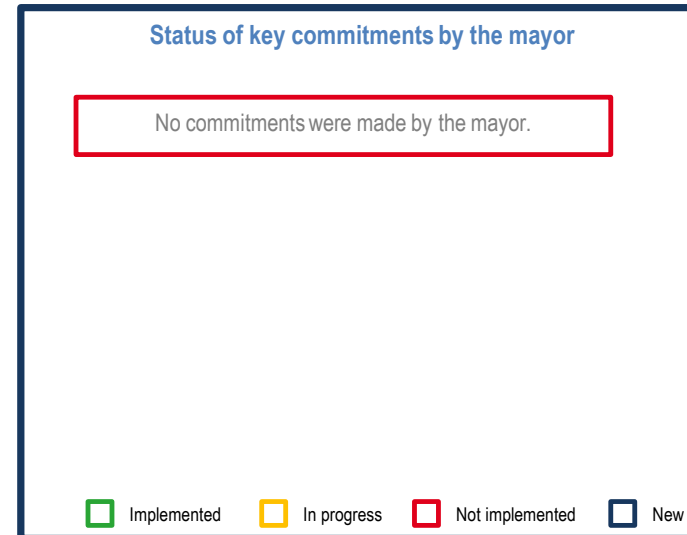 Status of key commitments by the mayor
No commitments were made by the mayor.
Implemented In progress Not implemented New